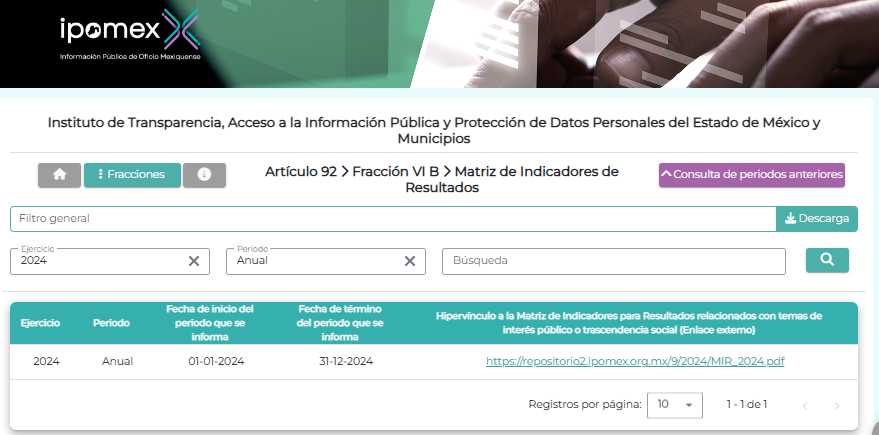 ipomex
Información Pública de Oficio Mexiquense
Instituto de Transparencia, Acceso a la Información Pública y Protección de Datos Personales del Estado de México y
Municipios
Fracciones
Artículo 92 > Fracción VI B > Matriz de Indicadores de
Resultados
Consulta de periodos anteriores
Filtro general
Descarga
Ejercicio
2024
Periodo
Anual
Búsqueda
Ejercicio
Periodo
Fecha de inicio del
periodo que se
informa
Fecha de término
del periodo que se
informa
Hipervínculo a la Matriz de Indicadores para Resultados relacionados con temas de
interés público o trascendencia social (Enlace externo)
2024
Anual
01-01-2024
31-12-2024
https://repositorio2.ipomex.org.mx/9/2024/MIR_2024.pdf
Registros por página:
10
1 - 1 de 1